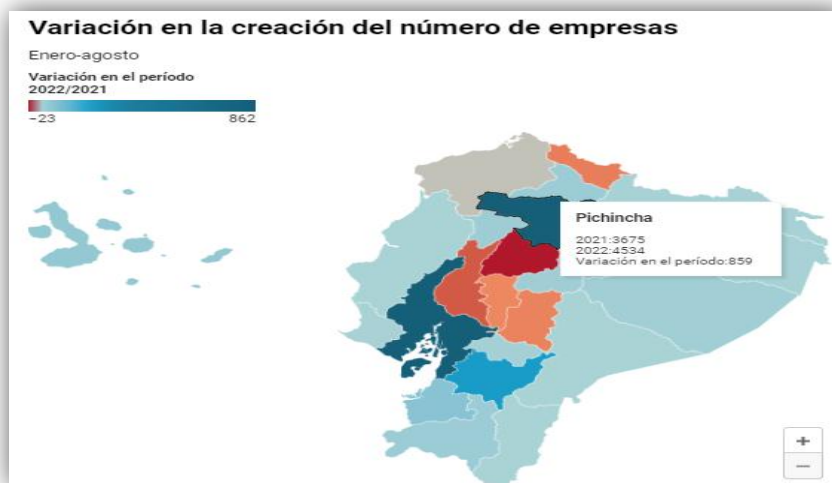 Variación en la creación del número de empresas
Enero-agosto
Variación en el período
2022/2021
−23 862
Pichincha
2021:3675
2022:4534
Variación en el período:859
+
−